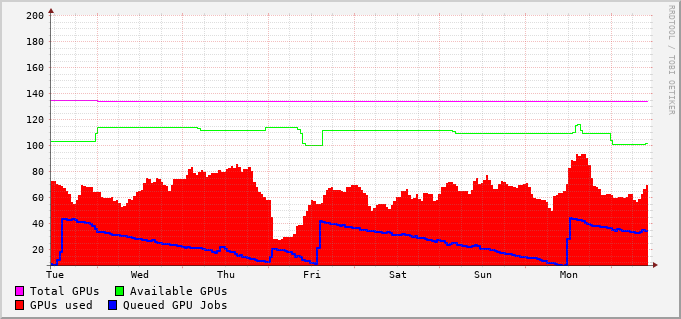 200
180
160
140
120
100
80
60
40
20
Tue Wed Thu Fri Sat Sun Mon
Total GPUs Available GPUs
GPUs used Queued GPU Jobs
RRDTOOL / TOBI OETIKER